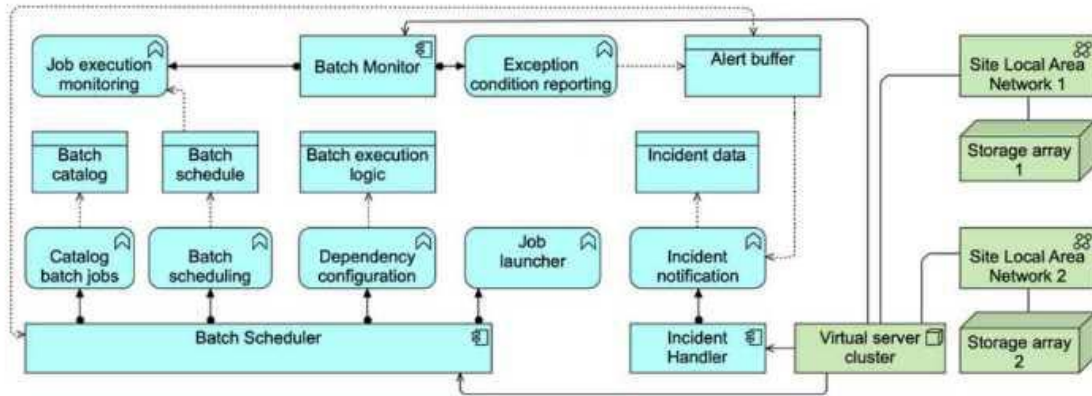 Job execution
monitoring
Batch Monitor
Exception
condition reporting
Alert buffer
Site Local Area
Network 1
Storage array
1
Batch
catalog
Batch
schedule
Batch execution
logic
Incident data
Catalog
batch jobs
Batch
scheduling
Dependency
configuration
Job
launcher
Incident
notification
Site Local Area
Network 2
Batch Scheduler
Incident
Handler
Virtual server
cluster
Storage array
2